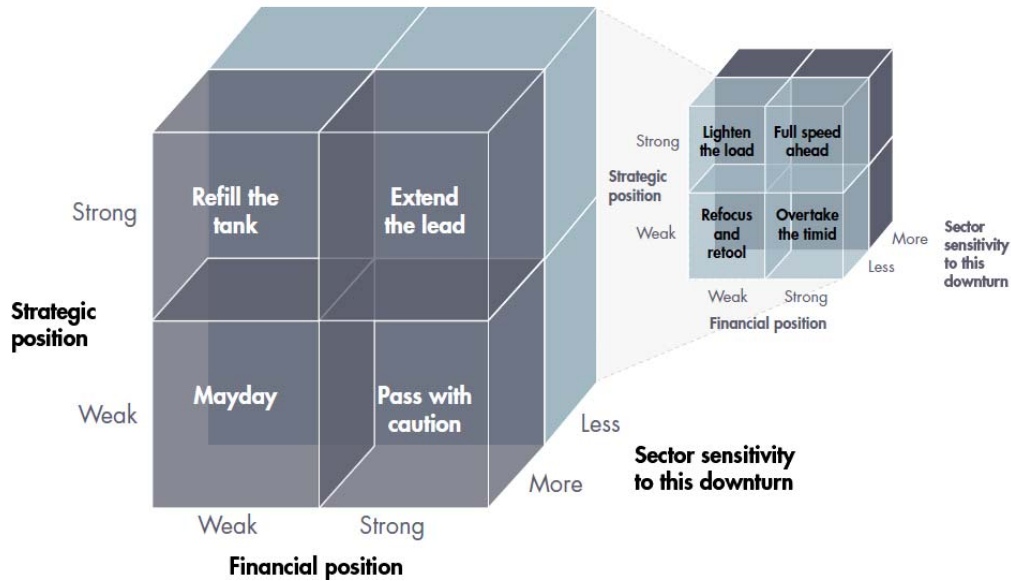 Refill the
tank
Extend
the lead
Strong
Strategic
position
Mayday
Pass with
caution
Weak
Less
More
Sector sensitivity
to this downturn
Weak
Strong
Financial position
Lighten
the load
Full speed
ahead
Strong
Strategic
position
Refocus
and
retool
Overtake
the timid
Weak
More
Less
Sector
sensitivity
to this
downturn
Weak
Strong
Financial position